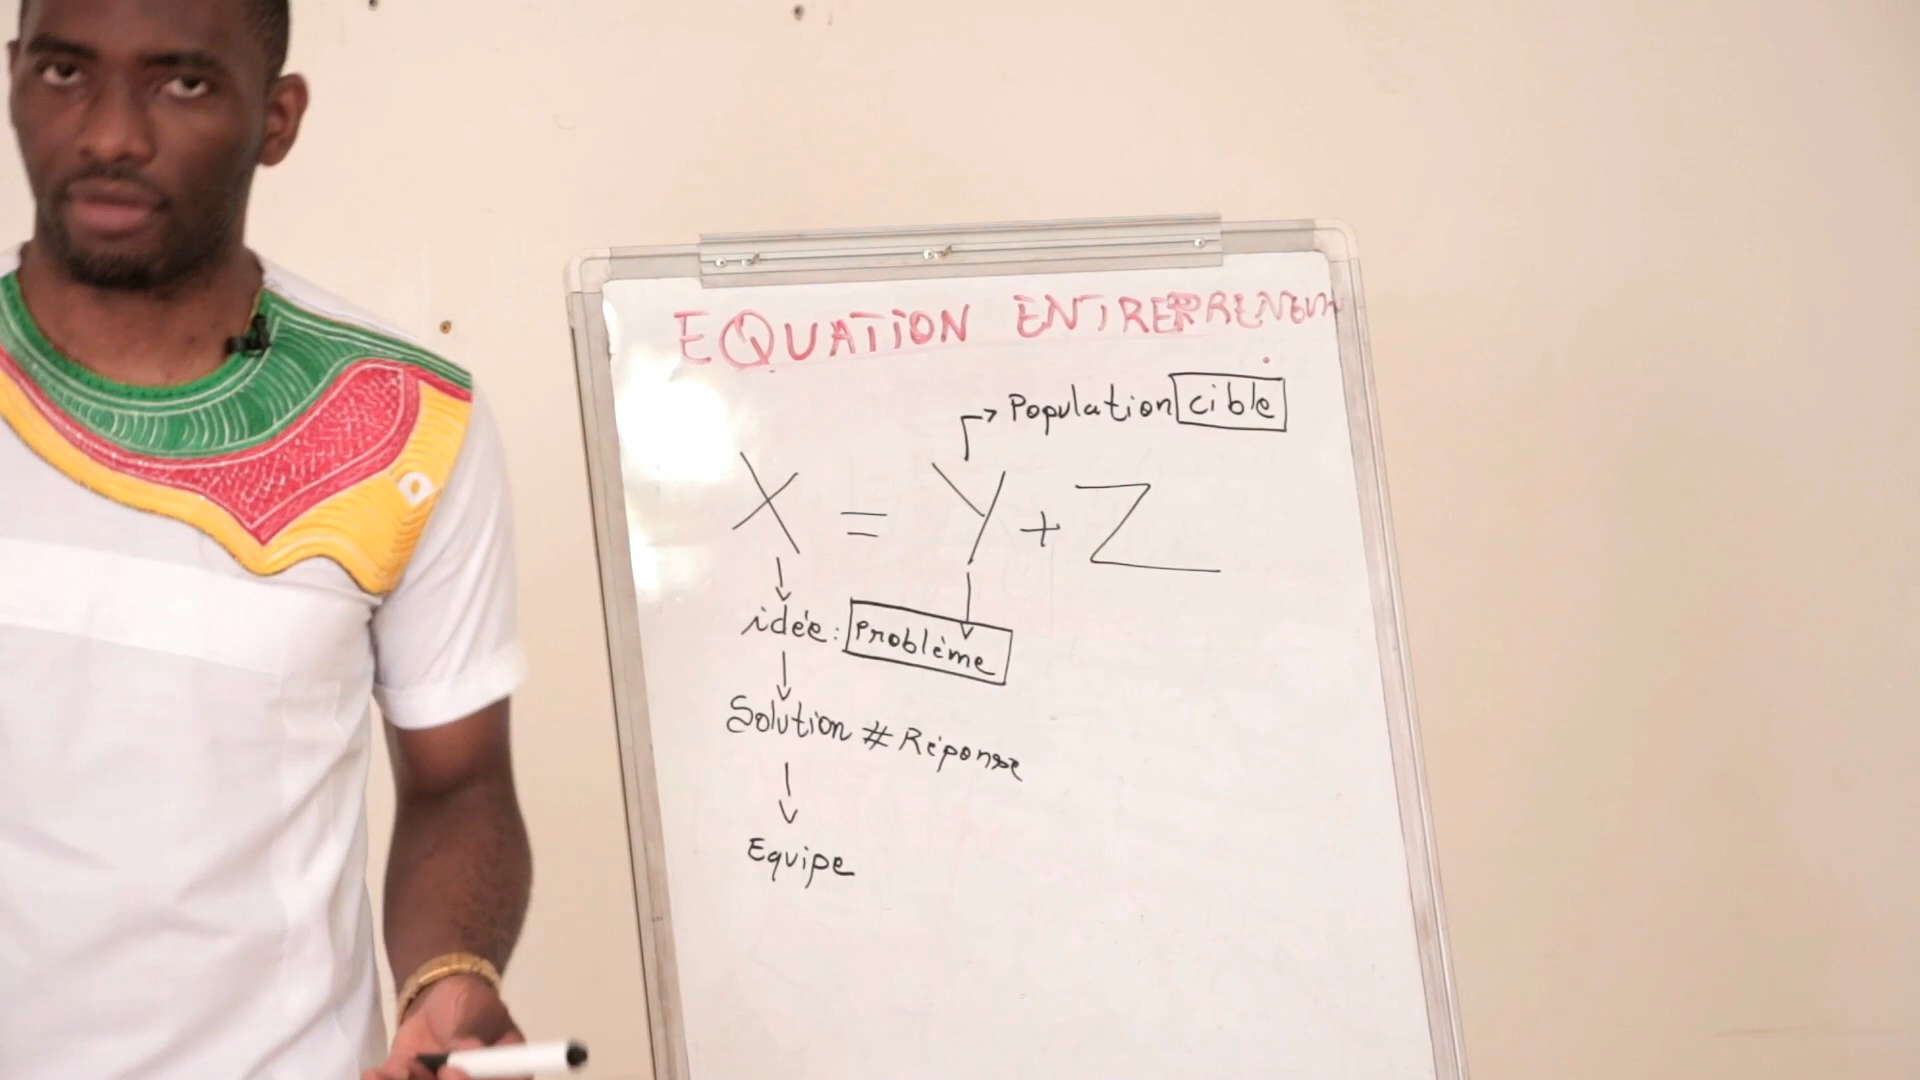 EQUATION ENTREPRENEUR
Population cible
X = Y + Z
idée: Problème
Solution # Réponse
Equipe